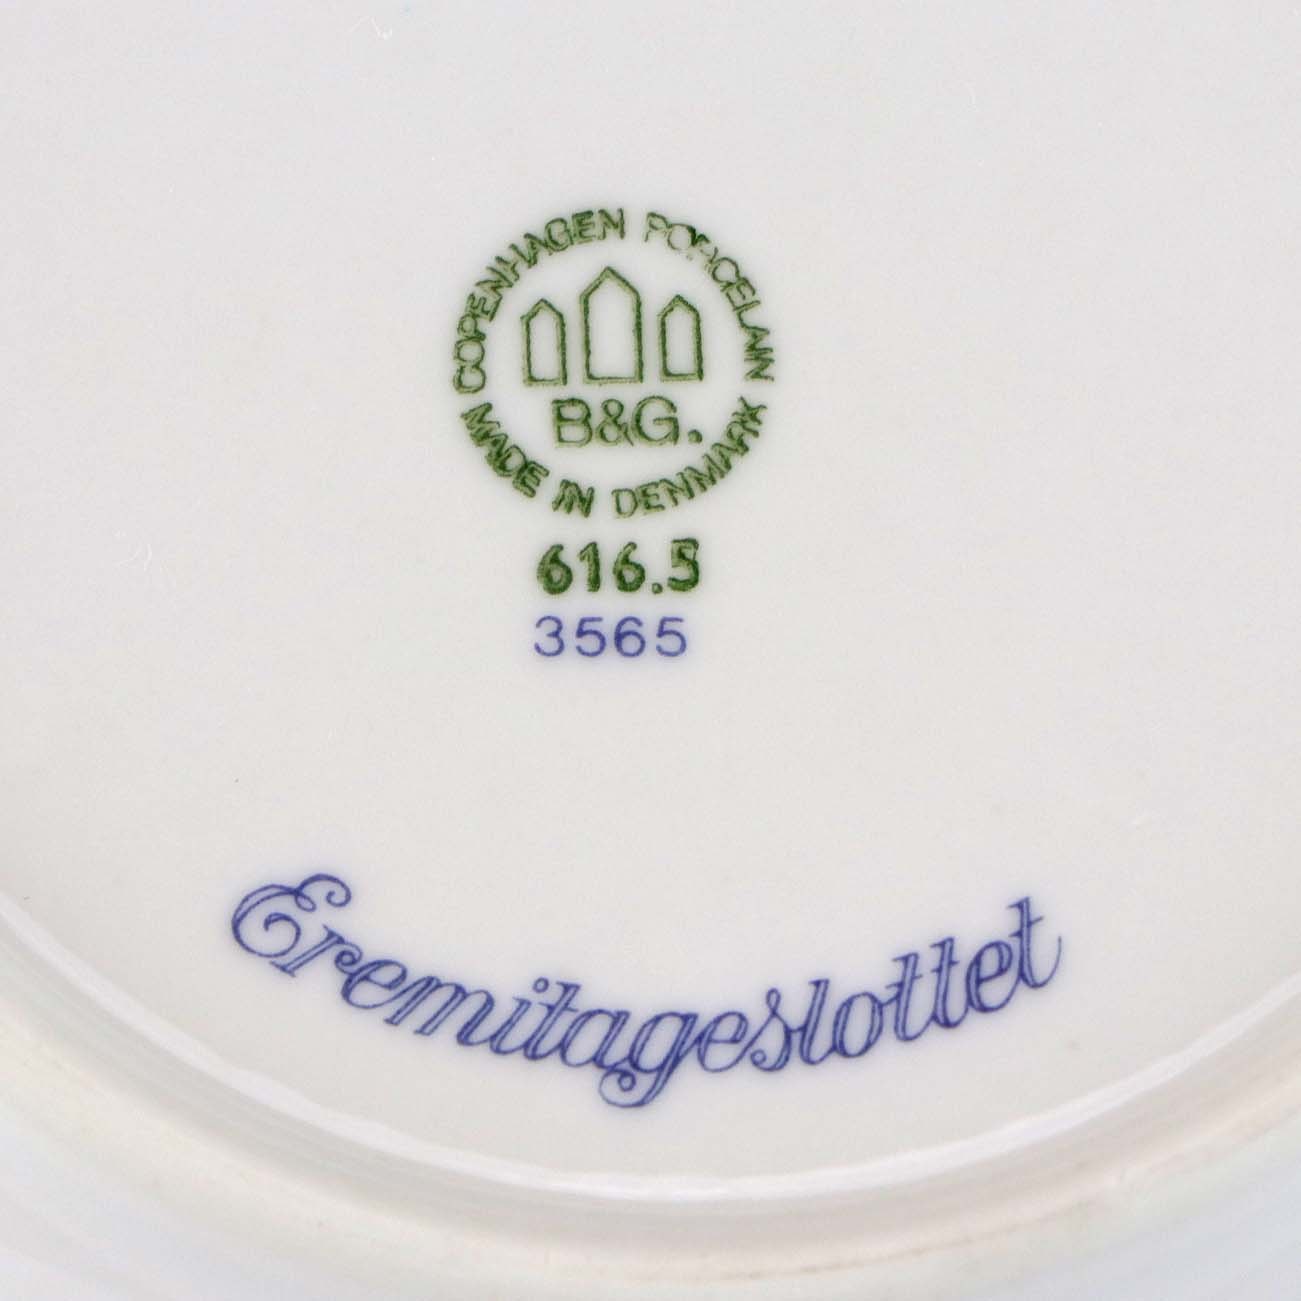 COPENHAGEN PORCELAIN
B&G.
MADE IN DENMARK
616.5
3565
Eremitageslottet